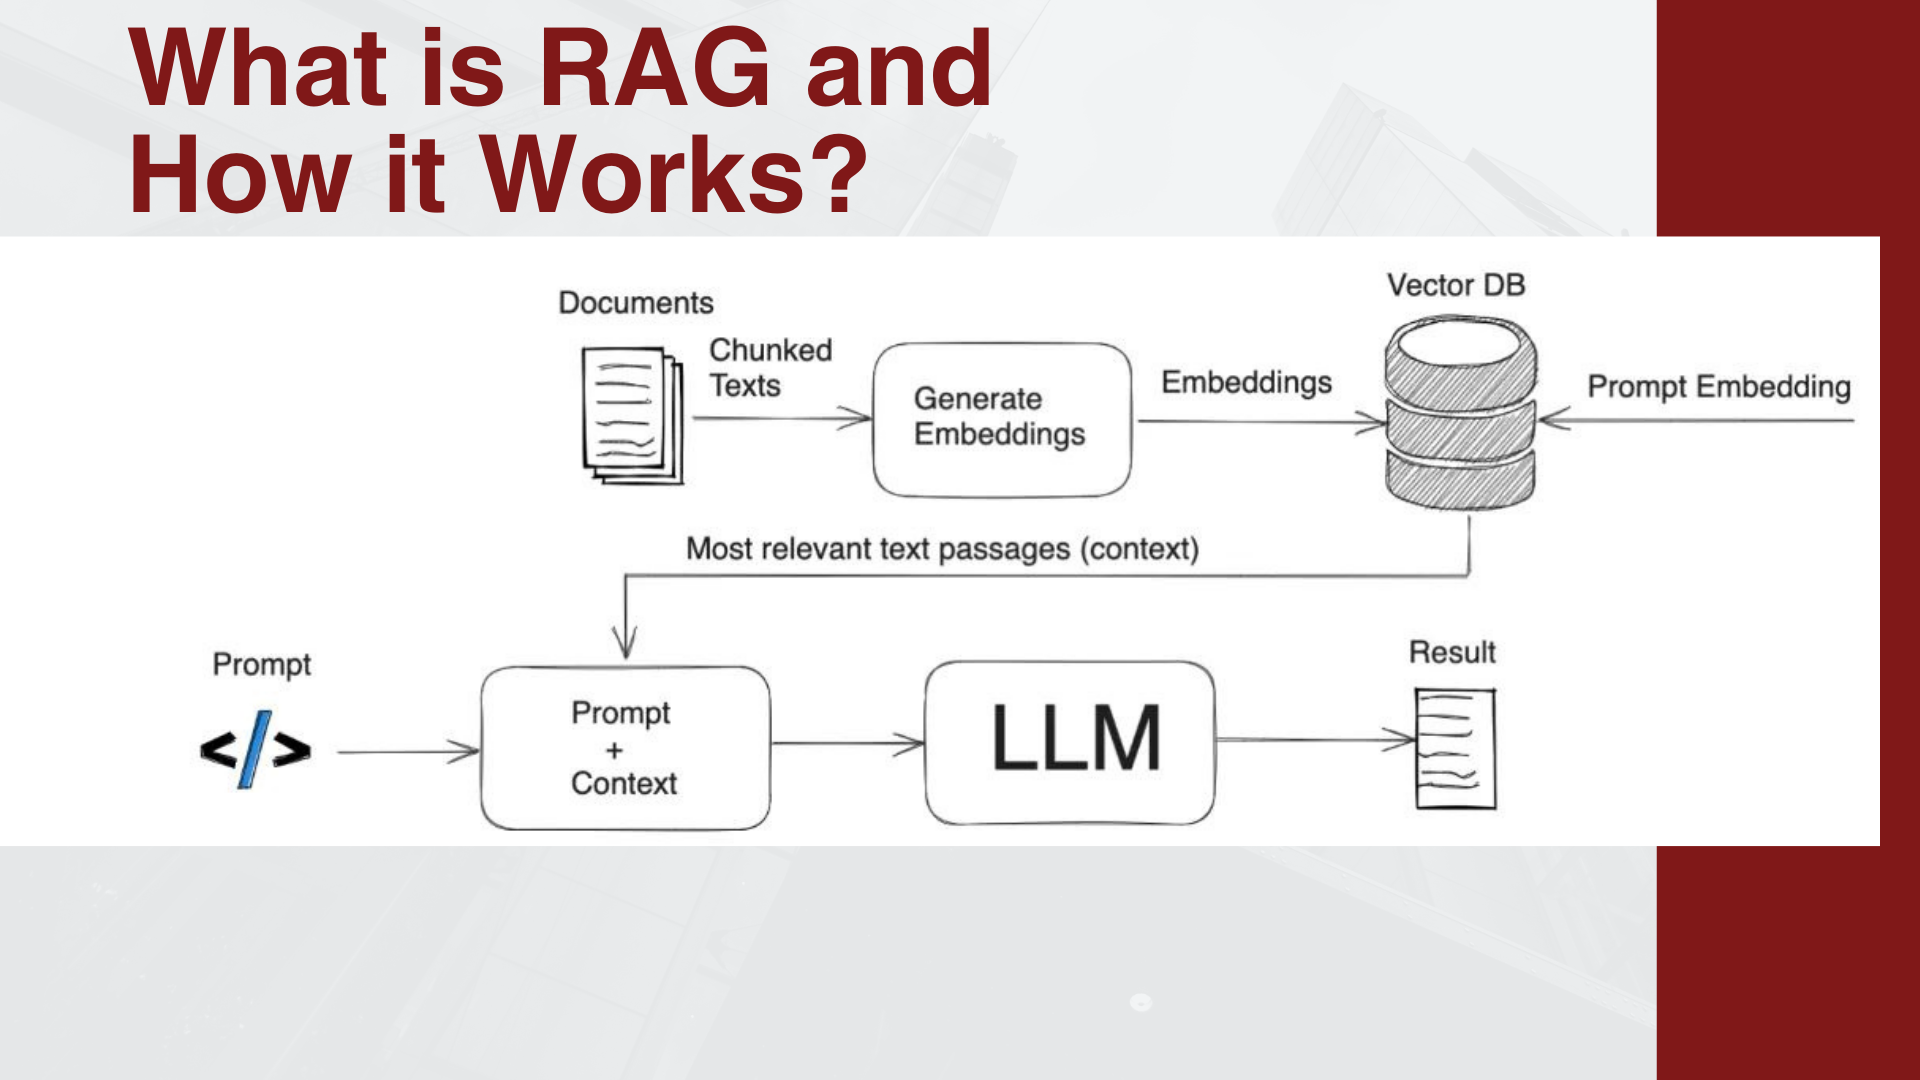 What is RAG and
How it Works?
Documents
Chunked
Texts
Generate
Embeddings
Embeddings
Vector DB
Prompt Embedding
Most relevant text passages (context)
Prompt
</>
Prompt
+
Context
LLM
Result